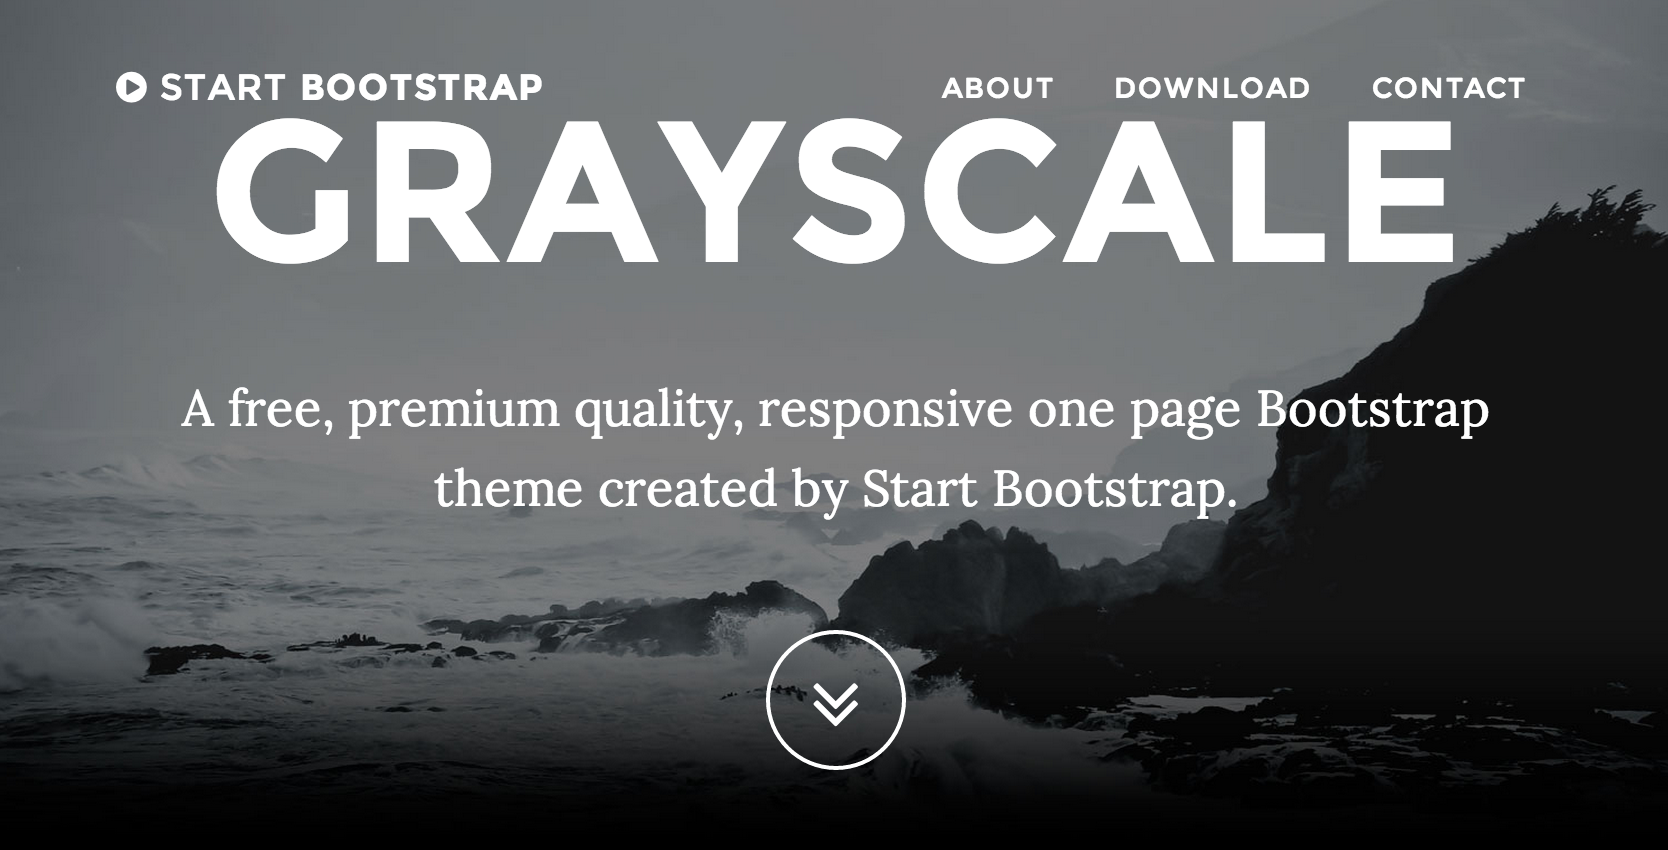 START BOOTSTRAP
ABOUT DOWNLOAD CONTACT
GRAYSCALE
A free, premium quality, responsive one page Bootstrap
theme created by Start Bootstrap.